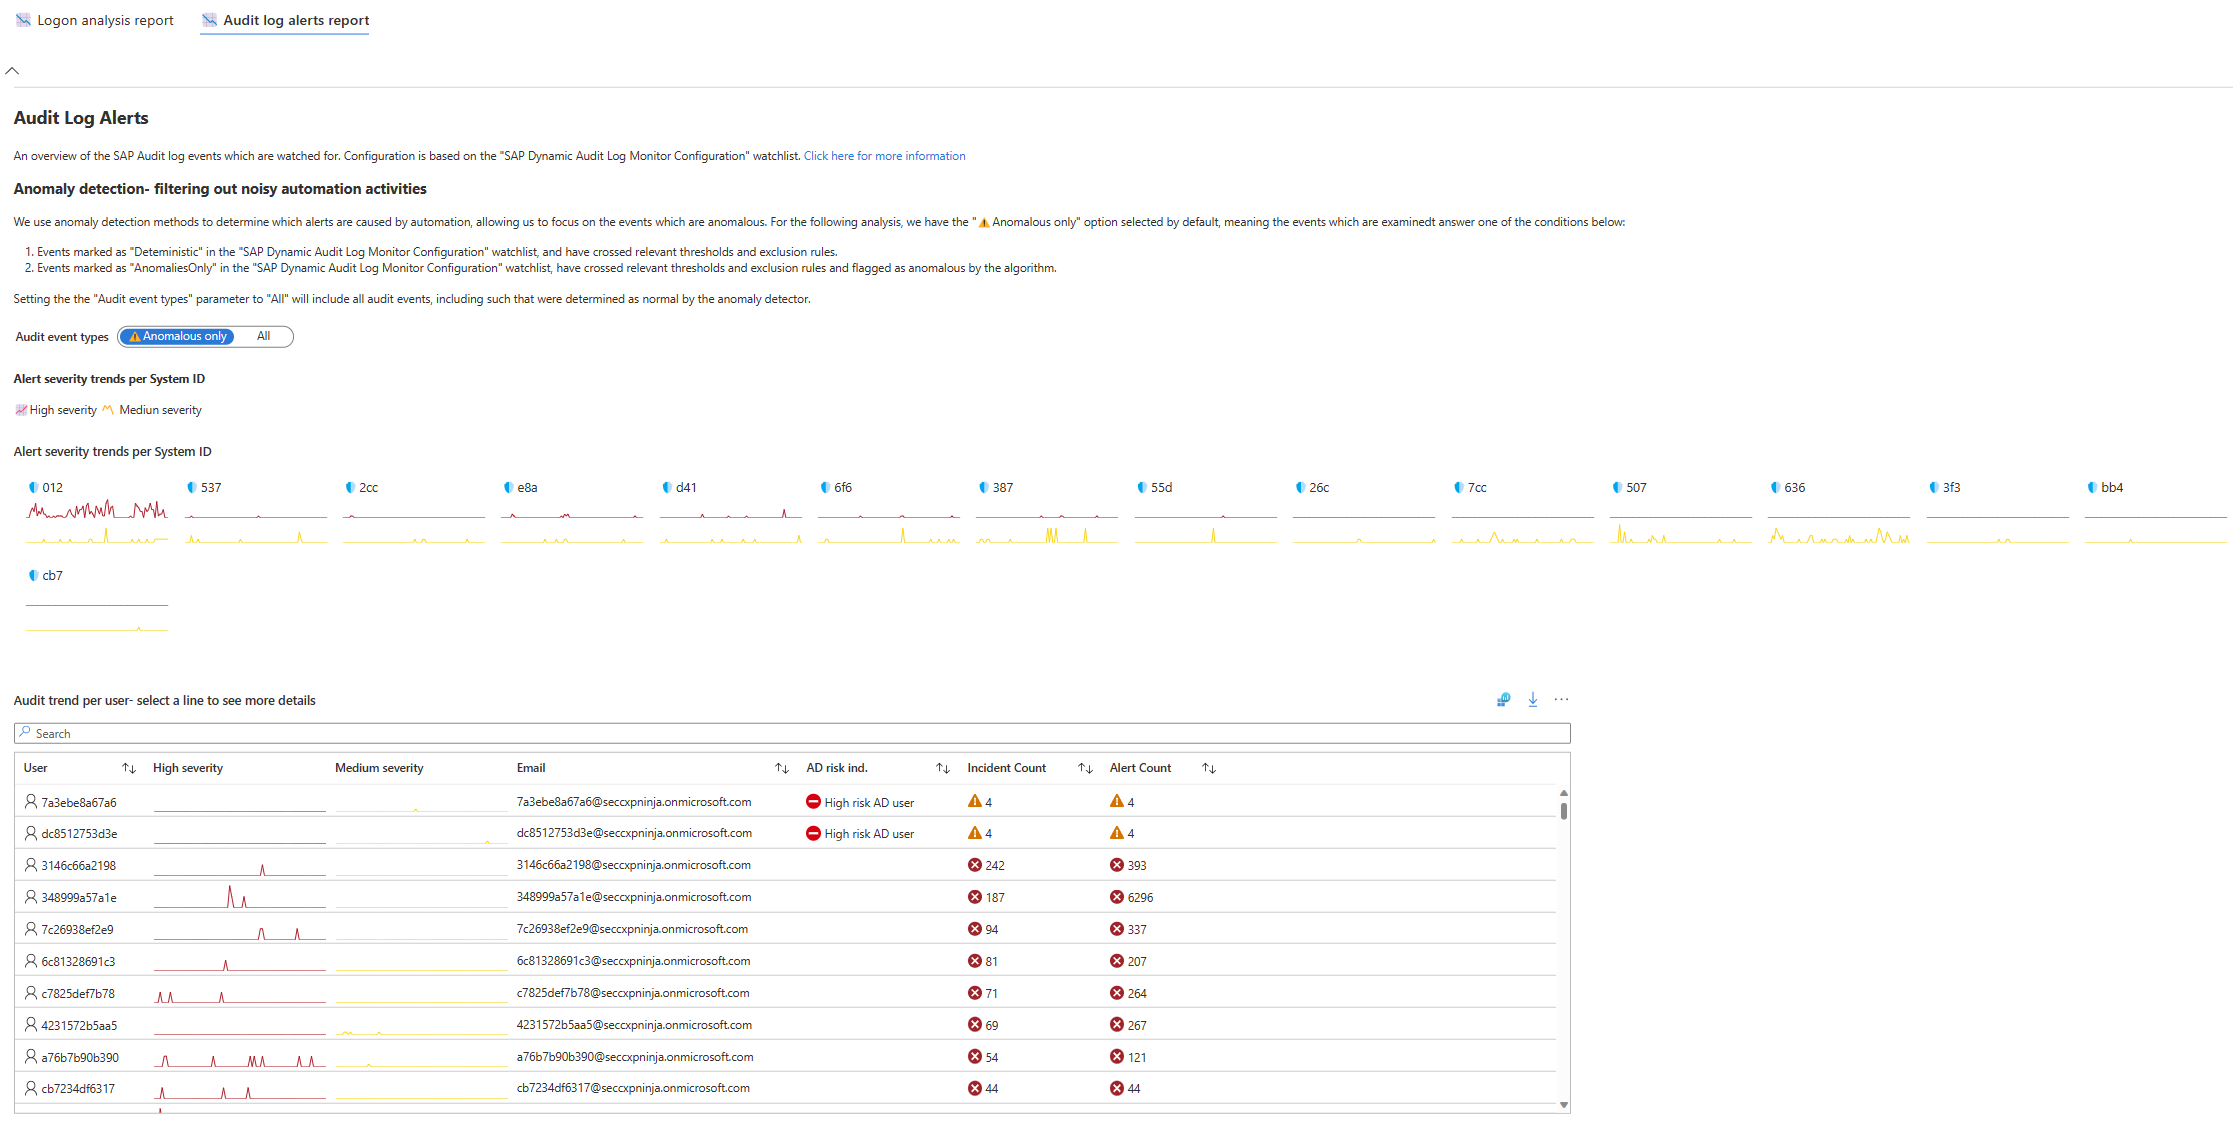 Logon analysis report
Audit log alerts report
Audit Log Alerts
An overview of the SAP Audit log events which are watched for. Configuration is based on the "SAP Dynamic Audit Log Monitor Configuration" watchlist. Click here for more information
Anomaly detection- filtering out noisy automation activities
We use anomaly detection methods to determine which alerts are caused by automation, allowing us to focus on the events which are anomalous. For the following analysis, we have the "⚠Anomalous only" option selected by default, meaning the events which are examinedt answer one of the conditions below:
1. Events marked as "Deteministic" in the "SAP Dynamic Audit Log Monitor Configuration" watchlist, and have crossed relevant thresholds and exclusion rules.
2. Events marked as "AnomaliesOnly" in the "SAP Dynamic Audit Log Monitor Configuration" watchlist, have crossed relevant thresholds and exclusion rules and flagged as anomalous by the algorithm.
Setting the the "Audit event types" parameter to "All" will include all audit events, including such that were determined as normal by the anomaly detector.
Audit event types ⚠Anomalous only All
Alert severity trends per System ID
High severity Mediun severity
Alert severity trends per System ID
012 537 2cc e8a d41 6f6 387 55d 26c 7cc 507 636 3f3 bb4
cb7
Audit trend per user- select a line to see more details
Search
User High severity Medium severity Email AD risk ind. Incident Count Alert Count
7a3ebe8a67a6 7a3ebe8a67a6@seccxpninja.onmicrosoft.com High risk AD user 4 4
dc8512753d3e dc8512753d3e@seccxpninja.onmicrosoft.com High risk AD user 4 4
3146c66a2198 3146c66a2198@seccxpninja.onmicrosoft.com 242 393
348999a57a1e 348999a57a1e@seccxpninja.onmicrosoft.com 187 6296
7c26938ef2e9 7c26938ef2e9@seccxpninja.onmicrosoft.com 94 337
6c81328691c3 6c81328691c3@seccxpninja.onmicrosoft.com 81 207
c7825def7b78 c7825def7b78@seccxpninja.onmicrosoft.com 71 264
4231572b5aa5 4231572b5aa5@seccxpninja.onmicrosoft.com 69 267
a76b7b90b390 a76b7b90b390@seccxpninja.onmicrosoft.com 54 121
cb7234df6317 cb7234df6317@seccxpninja.onmicrosoft.com 44 44